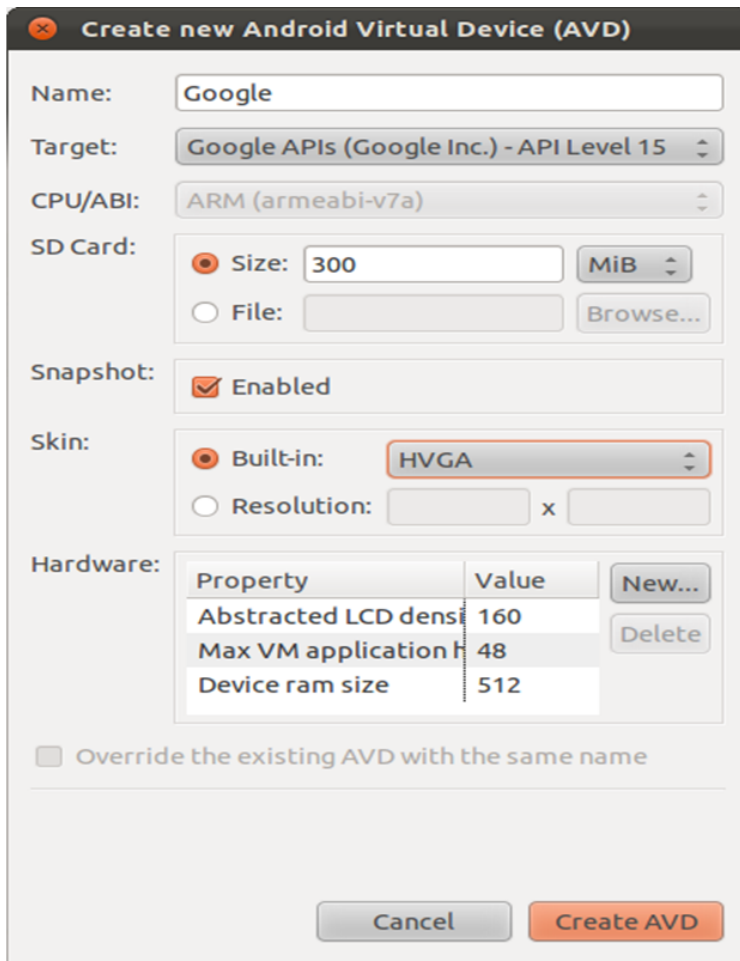 Create new Android Virtual Device (AVD)
Name: Google
Target: Google APIs (Google Inc.) - API Level 15
CPU/ABI: ARM (armeabi-v7a)
SD Card:
Size: 300 MiB
File: Browse...
Snapshot:
Enabled
Skin:
Built-in: HVGA
Resolution: x
Hardware:
Property Value New...
Abstracted LCD densi 160
Delete
Max VM application h 48
Device ram size 512
Override the existing AVD with the same name
Cancel Create AVD